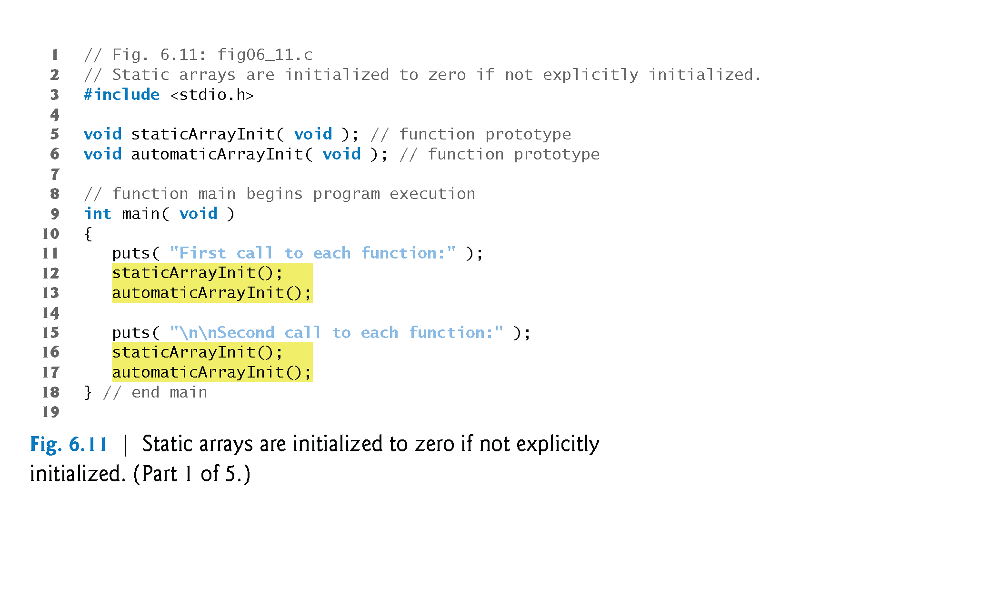 1 // Fig. 6.11: fig06_11.c
2 // Static arrays are initialized to zero if not explicitly initialized.
3 #include <stdio.h>
4
5 void staticArrayInit( void ); // function prototype
6 void automaticArrayInit( void ); // function prototype
7
8 // function main begins program execution
9 int main( void )
10 {
11    puts( "First call to each function:" );
12    staticArrayInit();
13    automaticArrayInit();
14
15    puts( "\n\nSecond call to each function:" );
16    staticArrayInit();
17    automaticArrayInit();
18 } // end main
19
Fig. 6.11 | Static arrays are initialized to zero if not explicitly
initialized. (Part 1 of 5.)